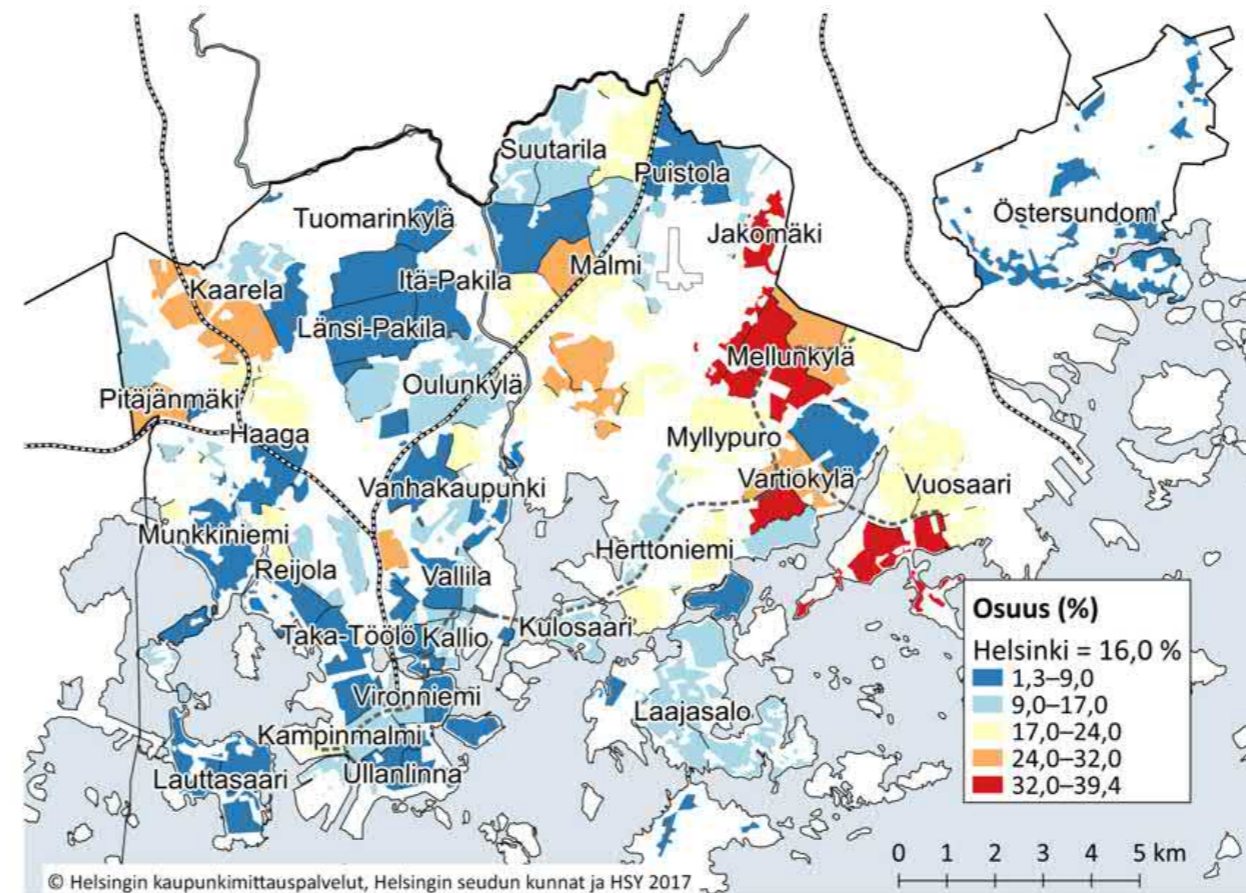 Suutarila
Puistola
Tuomarinkylä
Östersundom
Jakomäki
Malmi
Itä-Pakila
Kaarela
Länsi-Pakila
Mellunkylä
Oulunkylä
Pitäjänmäki
Haaga
Myllypuro
Vartiokylä
Vuosaari
Vanhakaupunki
Munkkiniemi
Herttoniemi
Reijola
Vallila
Taka-Töölö
Kallio
Kulosaari
Vironniemi
Laajasalo
Kampinmalmi
Lauttasaari
Ullanlinna
Osuus (%)
Helsinki = 16,0 %
1,3–9,0
9,0–17,0
17,0–24,0
24,0–32,0
32,0–39,4
0 1 2 3 4 5 km
© Helsingin kaupunkimittauspalvelut, Helsingin seudun kunnat ja HSY 2017